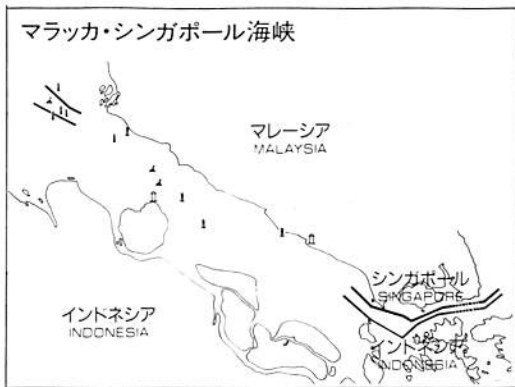 マラッカ・シンガポール海峡
マレーシア
MALAYSIA
シンガポール
SINGAPORE
インドネシア
INDONESIA
インドネシア
INDONESIA